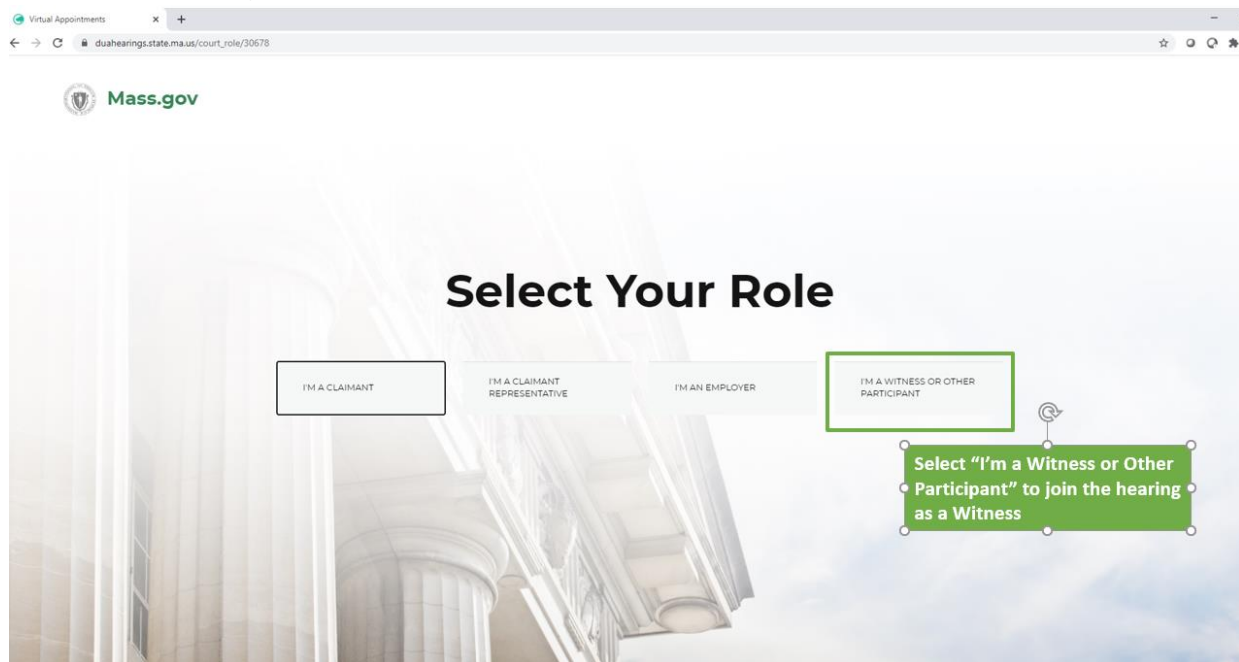 Virtual Appointments
duahearings.state.ma.us/court_role/30678
Mass.gov
Select Your Role
I'M A CLAIMANT
I'M A CLAIMANT
REPRESENTATIVE
I'M AN EMPLOYER
I'M A WITNESS OR OTHER
PARTICIPANT
Select “I’m a Witness or Other
Participant” to join the hearing
as a Witness